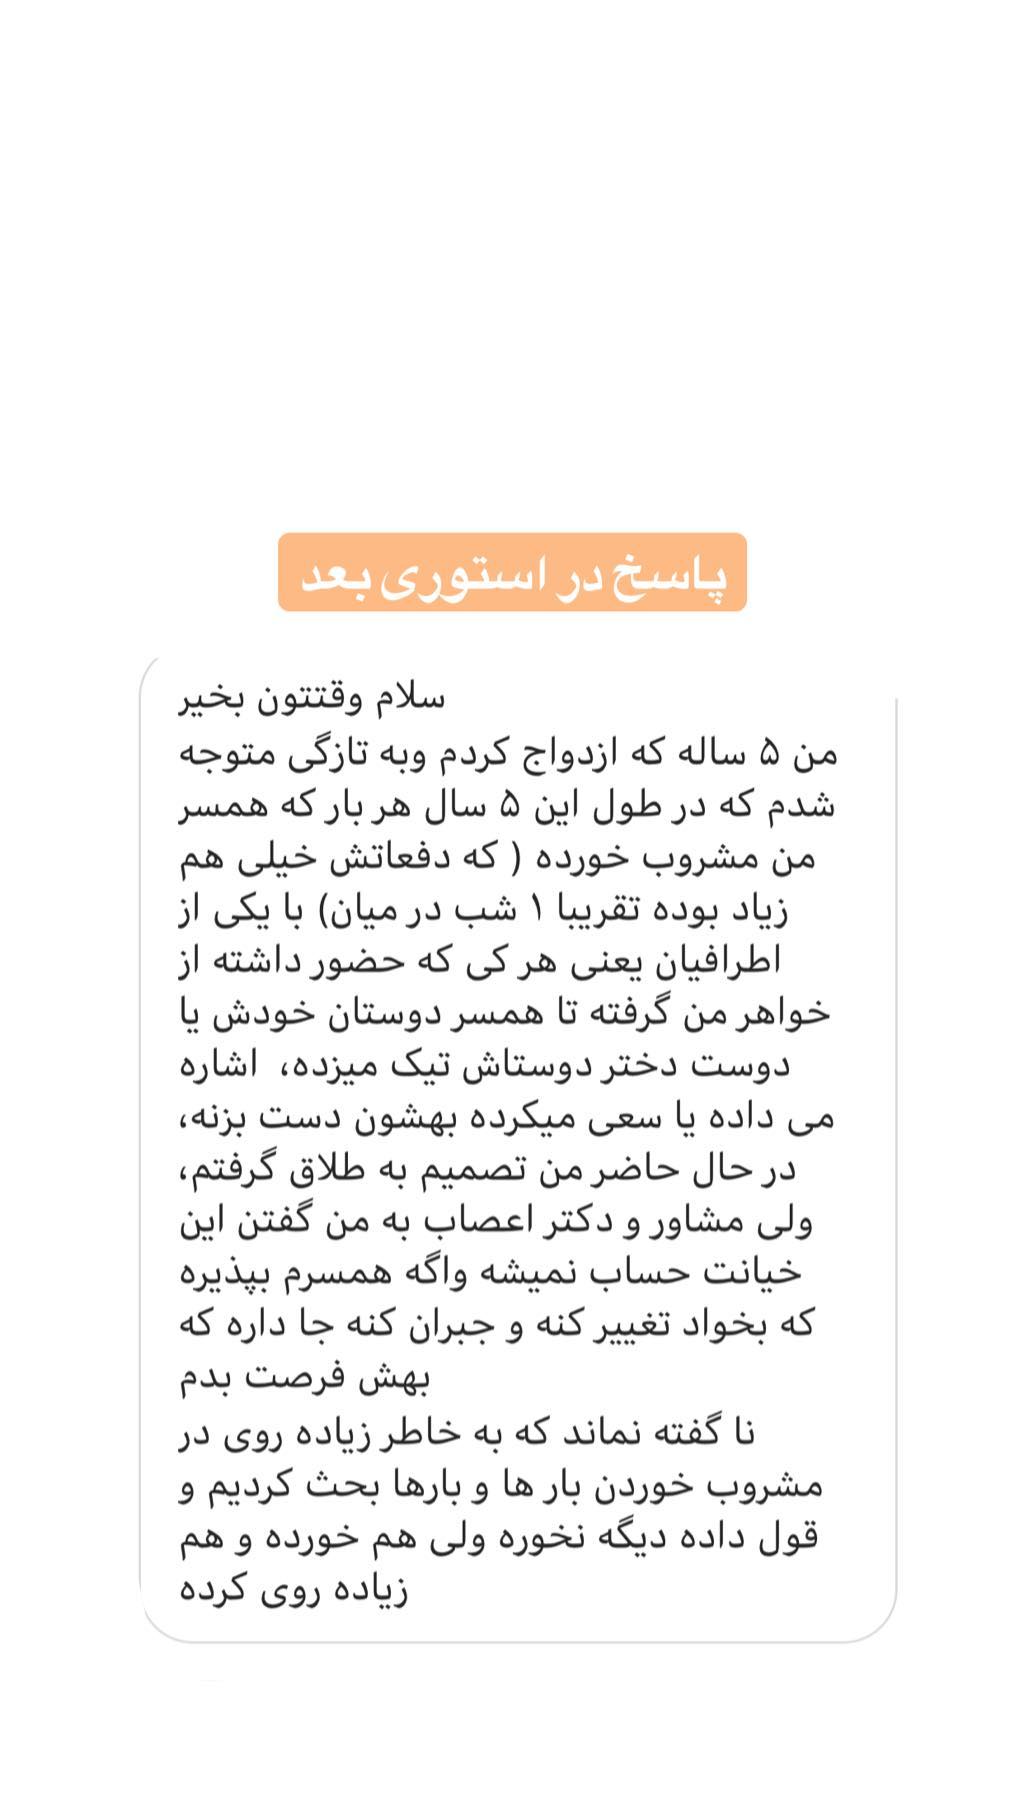 پاسخ در استوری بعد
سلام وقتتون بخیر
من ۵ ساله که ازدواج کردم وبه تازگی متوجه
شدم که در طول این ۵ سال هر بار که همسر
من مشروب خورده ( که دفعاتش خیلی هم
زیاد بوده تقریبا ۱ شب در میان) با یکی از
اطرافیان یعنی هر کی که حضور داشته از
خواهر من گرفته تا همسر دوستان خودش یا
دوست دختر دوستاش تیک میزده، اشاره
می داده یا سعی میکرده بهشون دست بزنه،
در حال حاضر من تصمیم به طلاق گرفتم،
ولی مشاور و دکتر اعصاب به من گفتن این
خیانت حساب نمیشه واگه همسرم بپذیره
که بخواد تغییر کنه و جبران کنه جا داره که
بهش فرصت بدم
نا گفته نماند که به خاطر زیاده روی در
مشروب خوردن بار ها و بارها بحث کردیم و
قول داده دیگه نخوره ولی هم خورده و هم
زیاده روی کرده